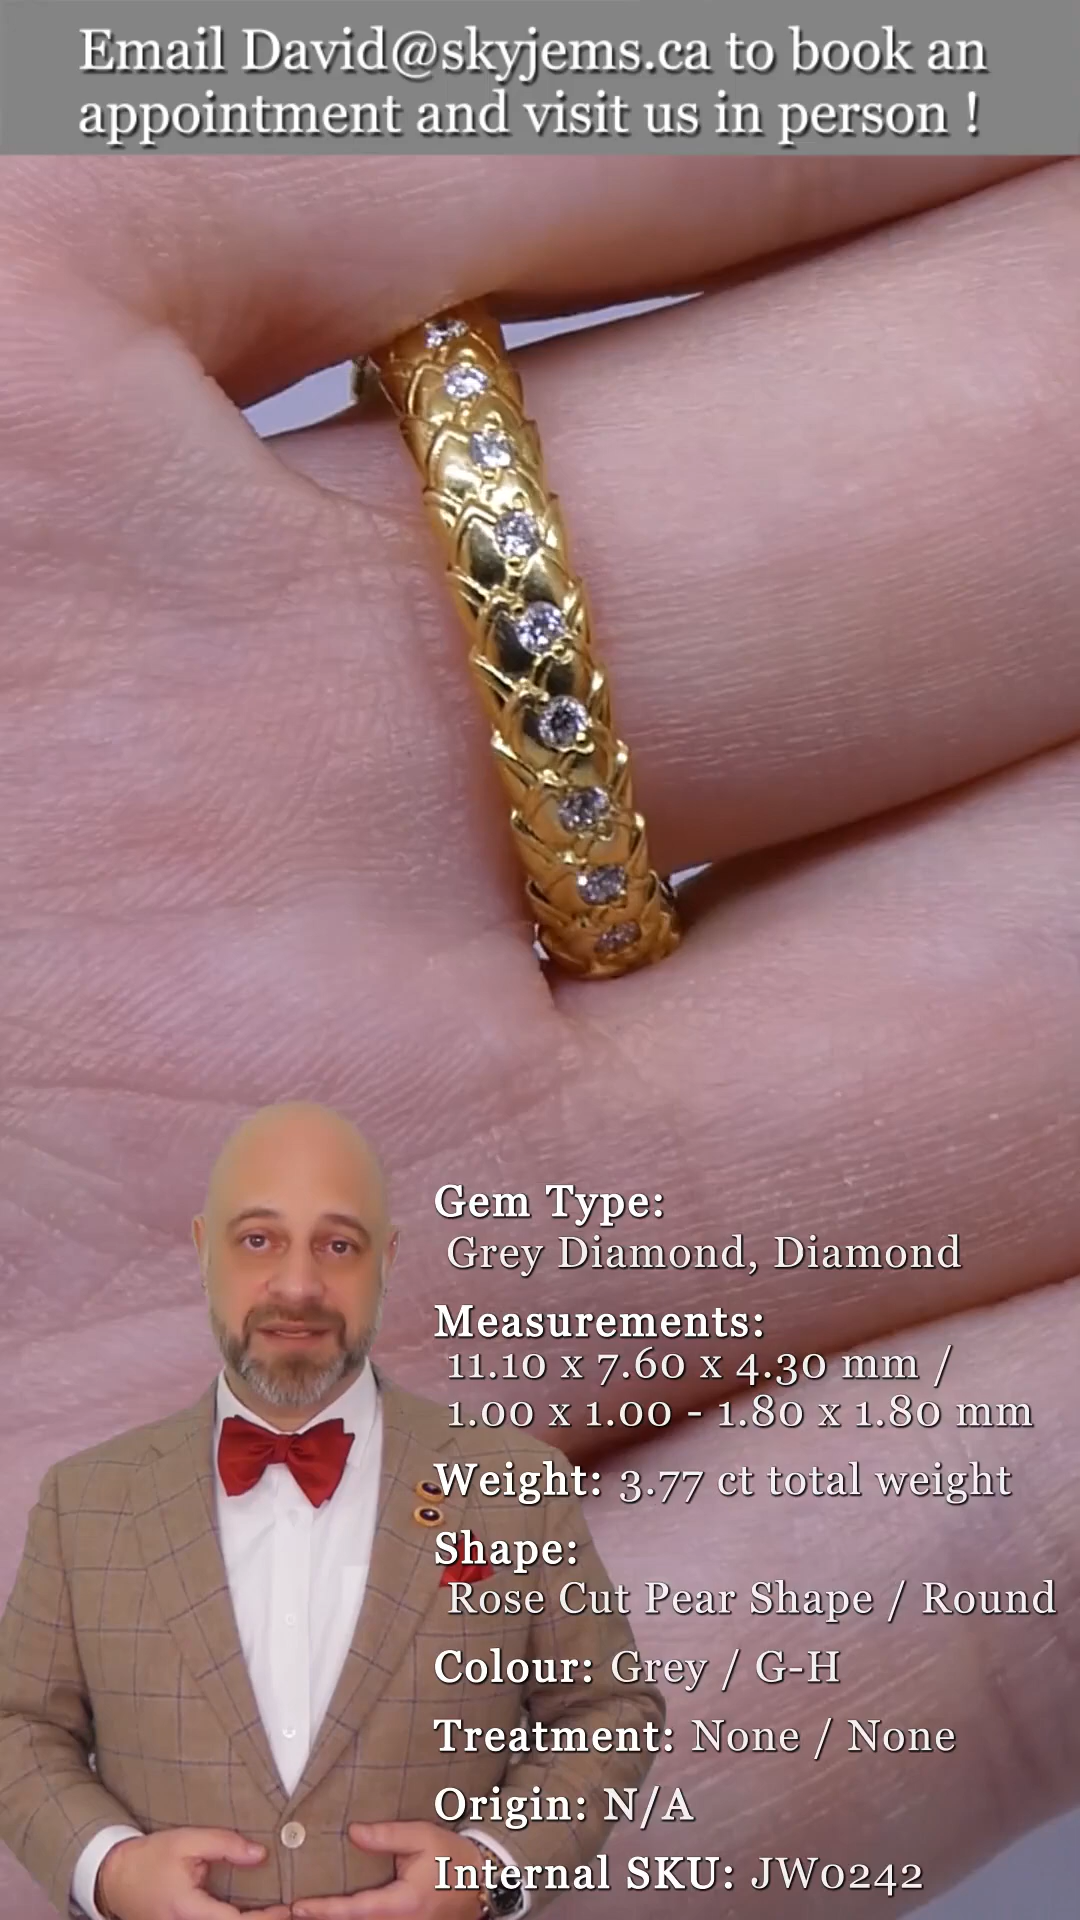 Email David@skyjems.ca to book an
appointment and visit us in person !
Gem Type:
Grey Diamond, Diamond
Measurements:
11.10 x 7.60 x 4.30 mm /
1.00 x 1.00 - 1.80 x 1.80 mm
Weight: 3.77 ct total weight
Shape:
Rose Cut Pear Shape / Round
Colour: Grey / G-H
Treatment: None / None
Origin: N/A
Internal SKU: JW0242